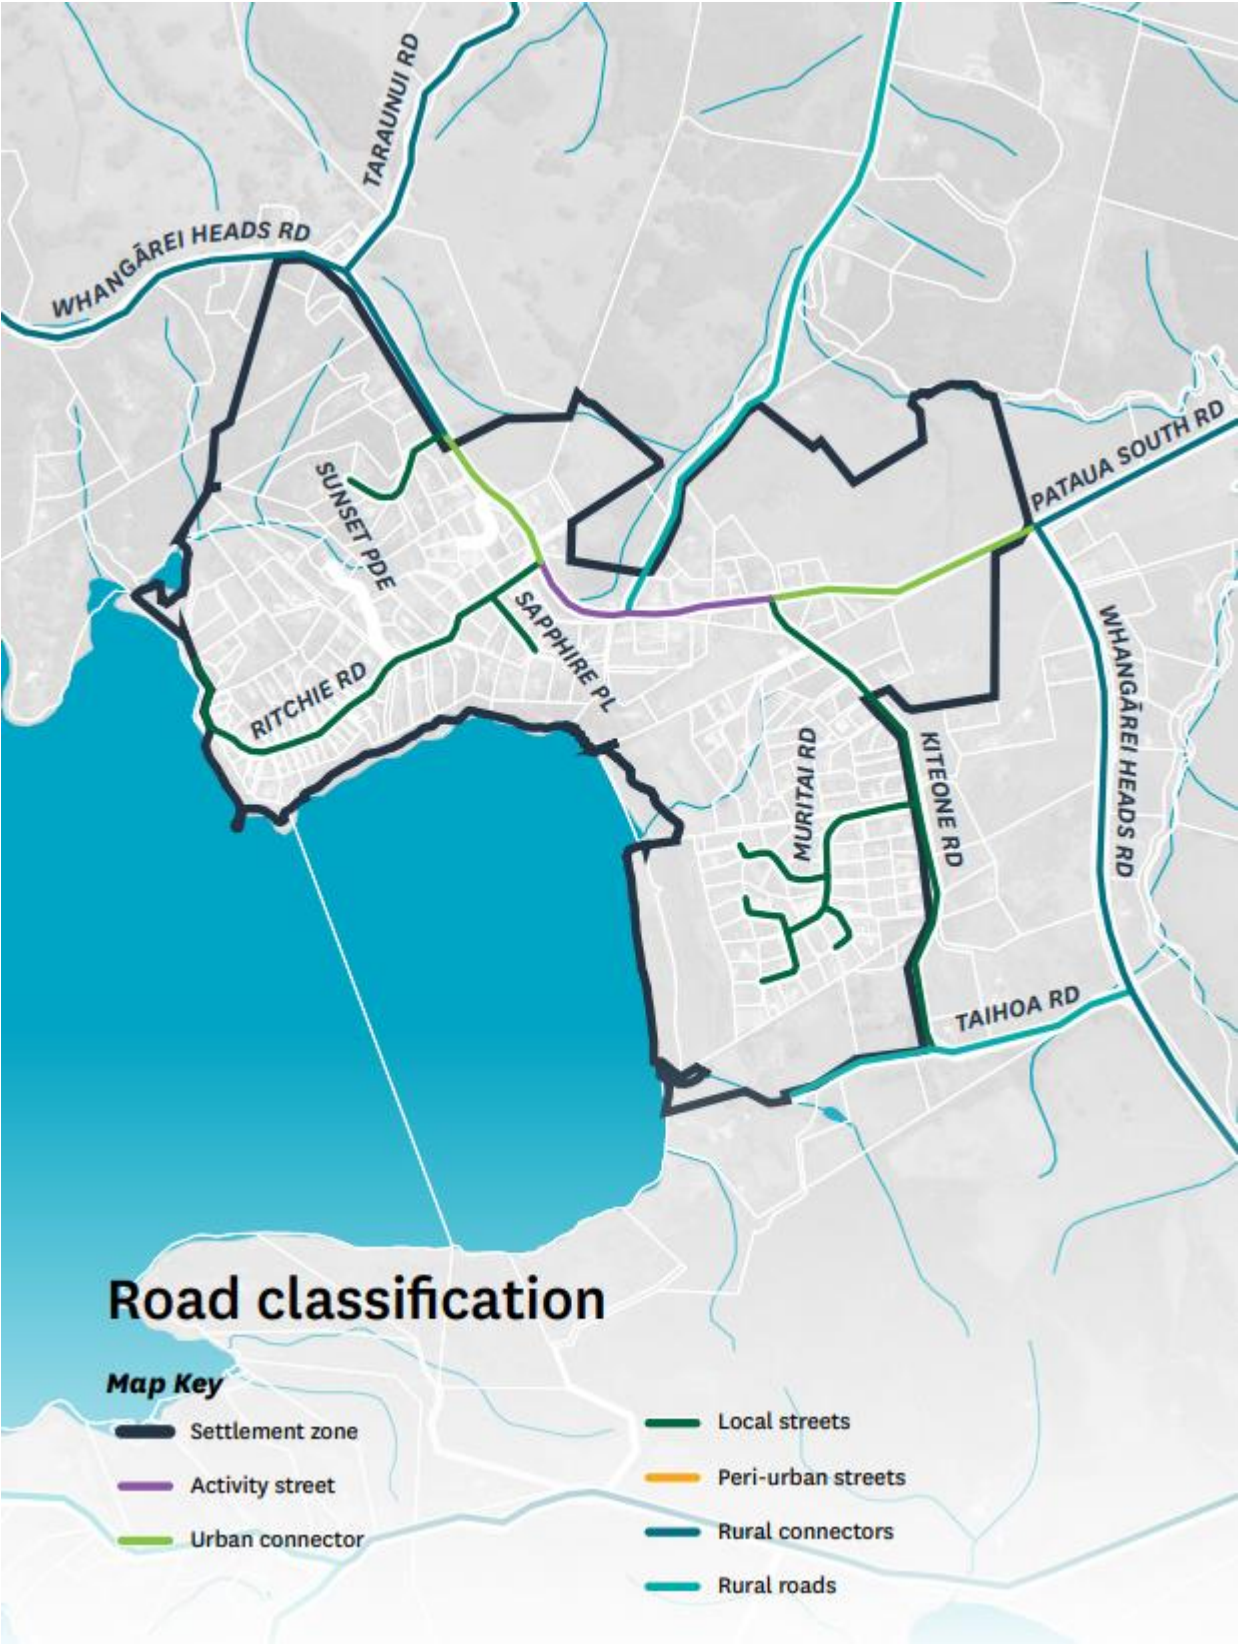 TARAUNUI RD
WHANGĀREI HEADS RD
PATAUA SOUTH RD
SUNSET PDE
SAPPHIRE PL
WHANGĀREI HEADS RD
RITCHIE RD
MURITAI RD
KITEONE RD
TAIHOA RD
Road classification
Map Key
Settlement zone
Activity street
Urban connector
Local streets
Peri-urban streets
Rural connectors
Rural roads